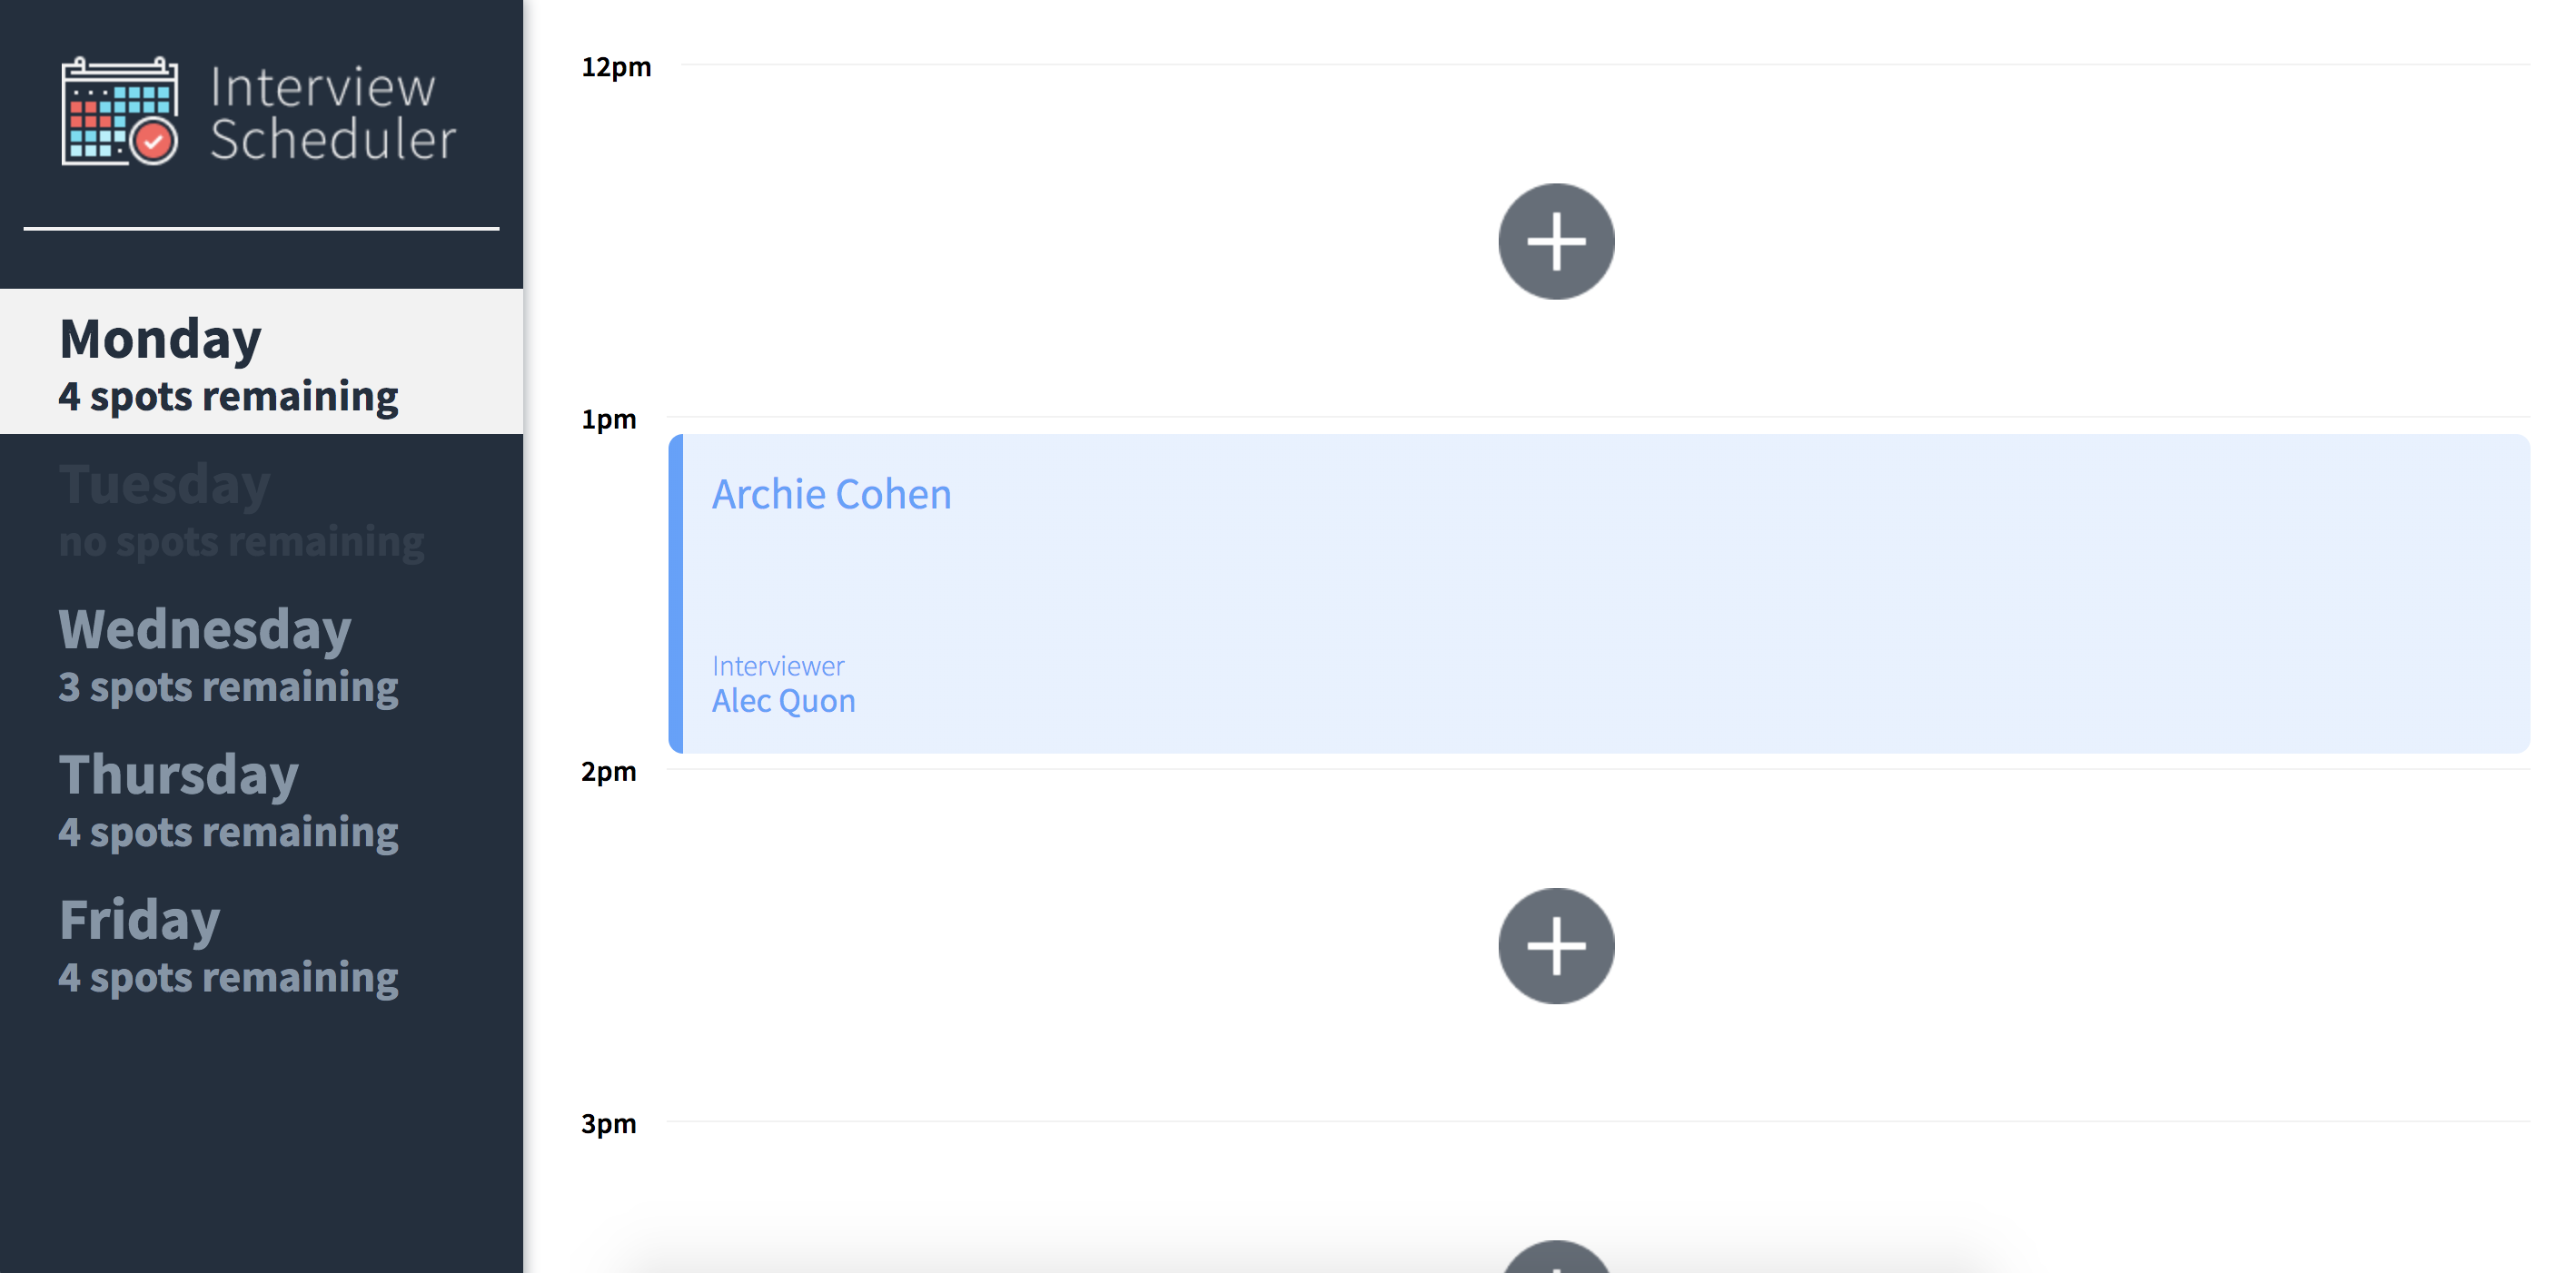 Interview
Scheduler
Monday
4 spots remaining
Tuesday
no spots remaining
Wednesday
3 spots remaining
Thursday
4 spots remaining
Friday
4 spots remaining
12pm
1pm
Archie Cohen
Interviewer
Alec Quon
2pm
3pm